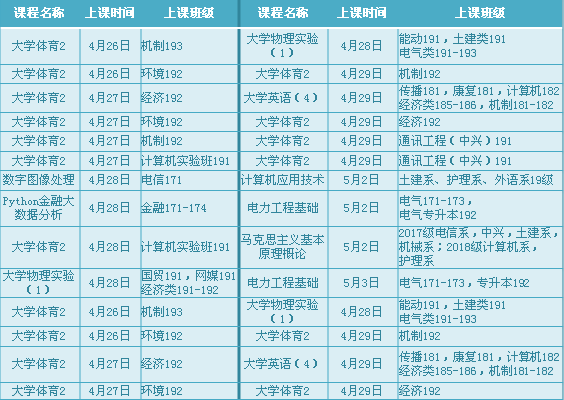 课程名称 上课时间 上课班级 课程名称 上课时间 上课班级
大学体育2 4月26日 机制193 大学物理实验
（1） 4月28日 能动191，土建类191
电气类191-193
大学体育2 4月26日 环境192 大学体育2 4月29日 机制192
大学体育2 4月27日 经济192 大学英语（4） 4月29日 传播181，康复181，计算机182
经济类185-186，机制181-182
大学体育2 4月27日 环境192 大学体育2 4月29日 经济192
大学体育2 4月27日 机制192 大学体育2 4月29日 通讯工程（中兴）191
大学体育2 4月27日 计算机实验班191 大学体育2 4月29日 通讯工程（中兴）191
数字图像处理 4月28日 电信171 计算机应用技术 5月2日 土建系、护理系、外语系19级
Python金融大
数据分析 4月28日 金融171-174 电力工程基础 5月2日 电气171-173，
电气专升本192
大学体育2 4月28日 计算机实验班191 马克思主义基本
原理概论 5月2日 2017级电信系，中兴，土建系，
机械系；2018级计算机系，
护理系
大学物理实验
（1） 4月28日 国贸191，网媒191
经济类191-192 电力工程基础 5月3日 电气171-173，专升本192
大学体育2 4月26日 机制193 大学物理实验
（1） 4月28日 能动191，土建类191
电气类191-193
大学体育2 4月26日 环境192 大学体育2 4月29日 机制192
大学体育2 4月27日 经济192 大学英语（4） 4月29日 传播181，康复181，计算机182
经济类185-186，机制181-182
大学体育2 4月27日 环境192 大学体育2 4月29日 经济192